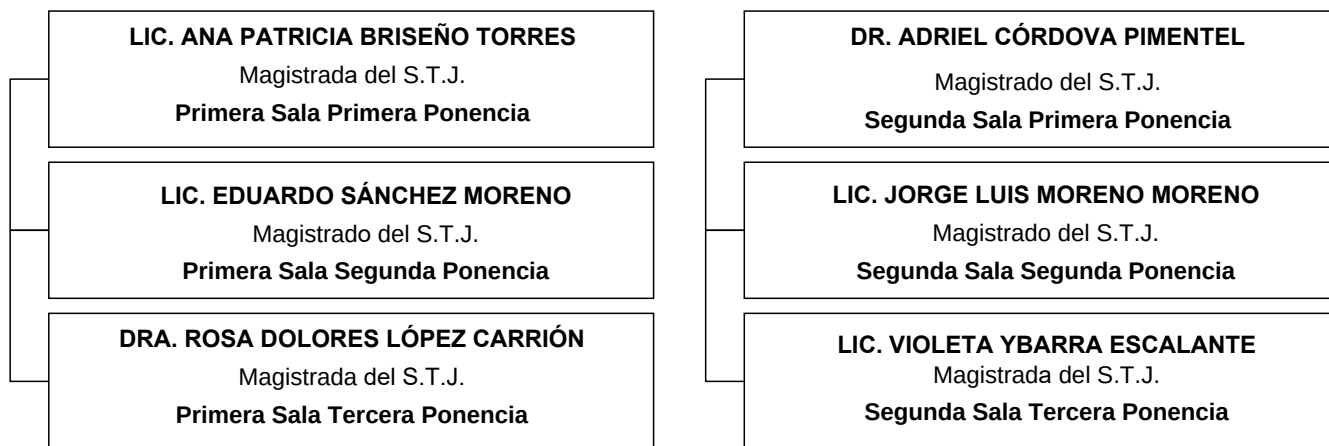 LIC. ANA PATRICIA BRISEÑO TORRES
Magistrada del S.T.J.
Primera Sala Primera Ponencia
LIC. EDUARDO SÁNCHEZ MORENO
Magistrado del S.T.J.
Primera Sala Segunda Ponencia
DRA. ROSA DOLORES LÓPEZ CARRIÓN
Magistrada del S.T.J.
Primera Sala Tercera Ponencia
DR. ADRIEL CÓRDOVA PIMENTEL
Magistrado del S.T.J.
Segunda Sala Primera Ponencia
LIC. JORGE LUIS MORENO MORENO
Magistrado del S.T.J.
Segunda Sala Segunda Ponencia
LIC. VIOLETA YBARRA ESCALANTE
Magistrada del S.T.J.
Segunda Sala Tercera Ponencia